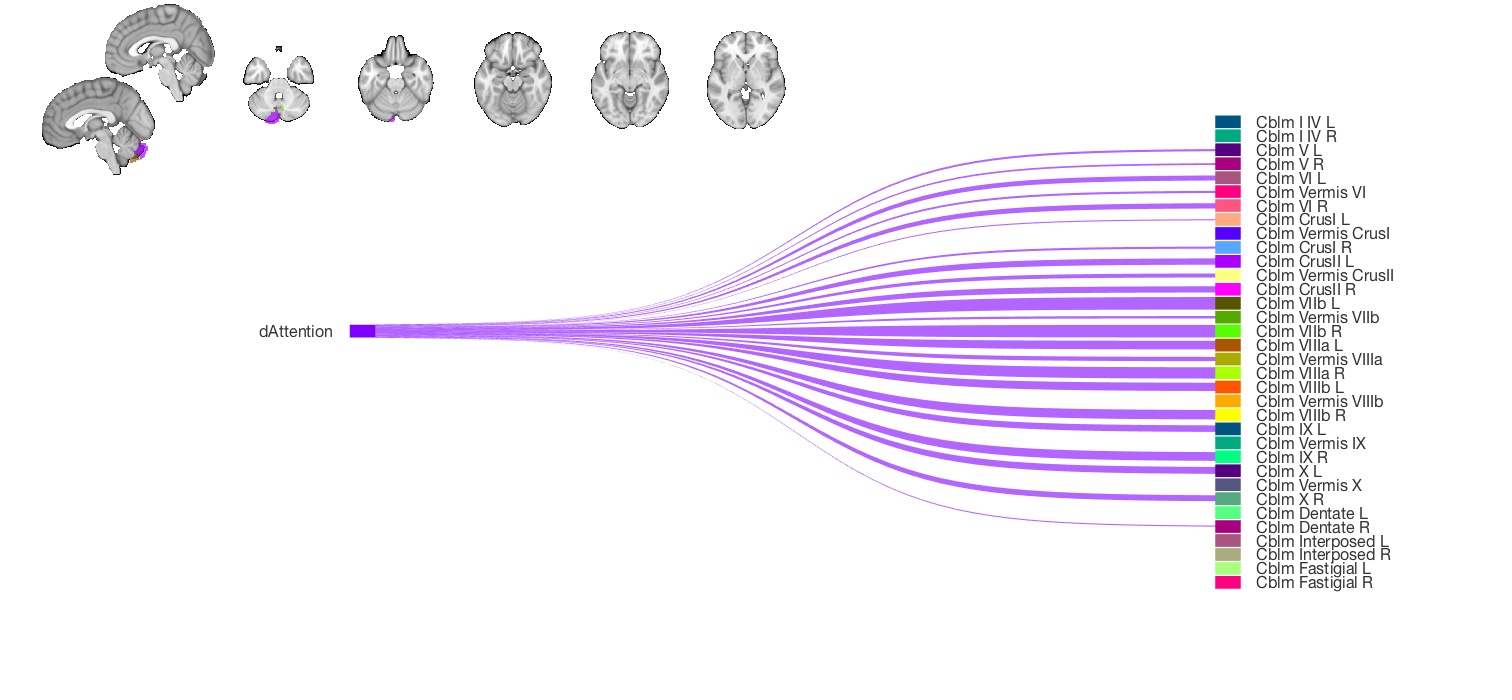 Cblm I IV L
Cblm I IV R
Cblm V L
Cblm V R
Cblm VI L
Cblm Vermis VI
Cblm VI R
Cblm CrusI L
Cblm Vermis CrusI
Cblm CrusI R
Cblm CrusII L
Cblm Vermis CrusII
Cblm CrusII R
Cblm VIIb L
Cblm Vermis VIIb
dAttention
Cblm VIIb R
Cblm VIIIa L
Cblm Vermis VIIIa
Cblm VIIIa R
Cblm VIIIb L
Cblm Vermis VIIIb
Cblm VIIIb R
Cblm IX L
Cblm Vermis IX
Cblm IX R
Cblm X L
Cblm Vermis X
Cblm X R
Cblm Dentate L
Cblm Dentate R
Cblm Interposed L
Cblm Interposed R
Cblm Fastigial L
Cblm Fastigial R